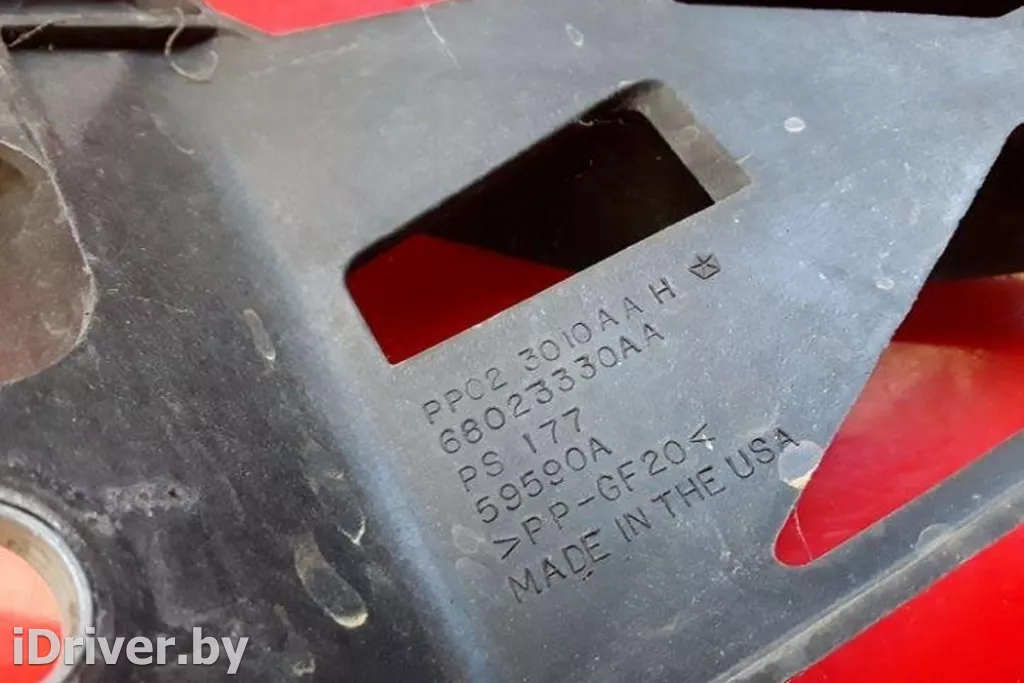 PP02 3010AA H
68023330AA
PS 177
59590A
>PP-GF20<
MADE IN THE USA
iDriver.by